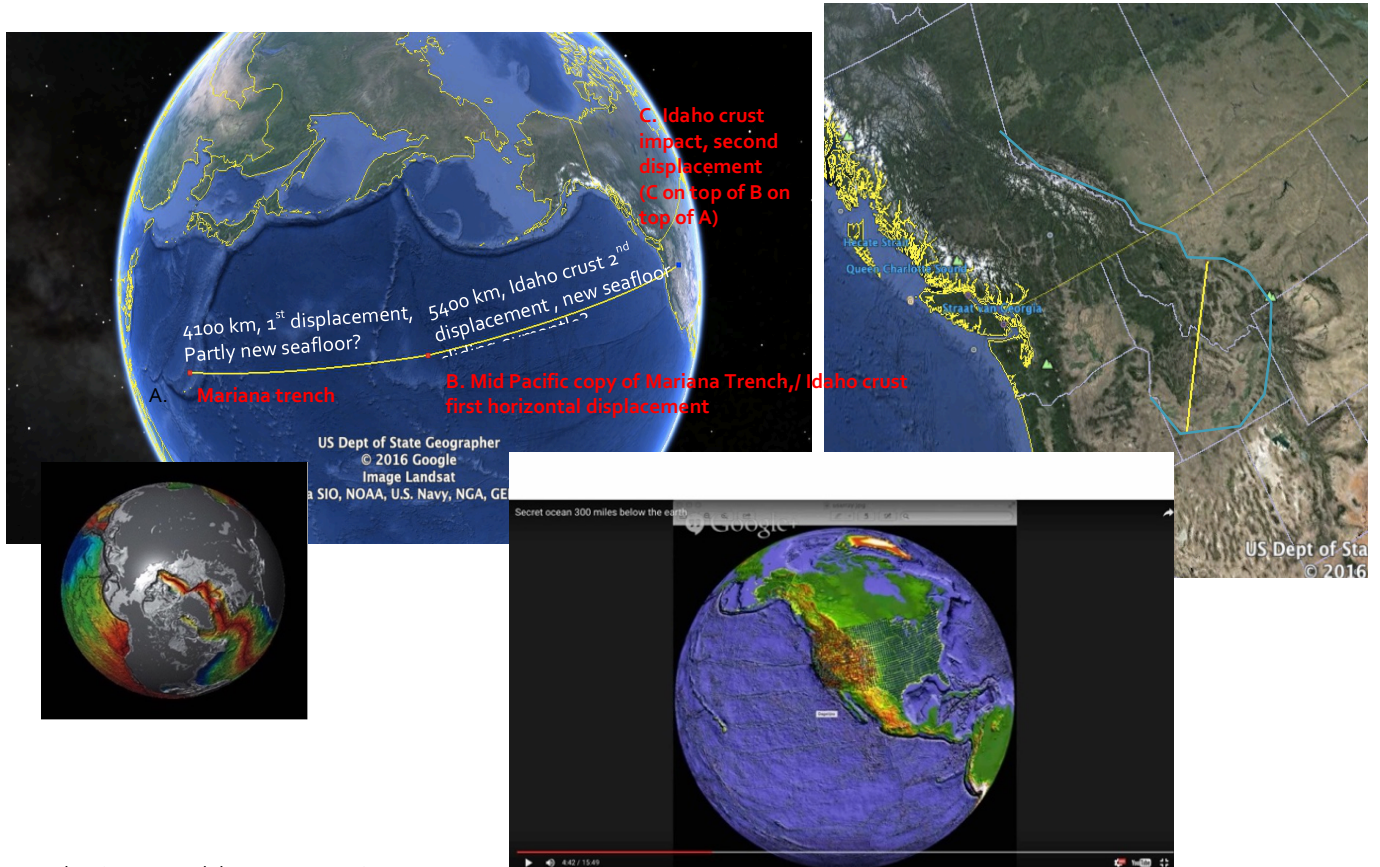 C. Idaho crust
impact, second
displacement
(C on top of B on
top of A)
4100 km, 1st displacement,
Partly new seafloor?
5400 km, Idaho crust 2nd
displacement , new seafloor
A.
Mariana trench
B. Mid Pacific copy of Mariana Trench,/ Idaho crust
first horizontal displacement
US Dept of State Geographer
© 2016 Google
Image Landsat
a SIO, NOAA, U.S. Navy, NGA, GE
Hecate Strait
Queen Charlotte Sound
Straat van Georgia
US Dept of Sta
© 2016
Secret ocean 300 miles below the earth
Google
4:42 / 15:49
YouTube